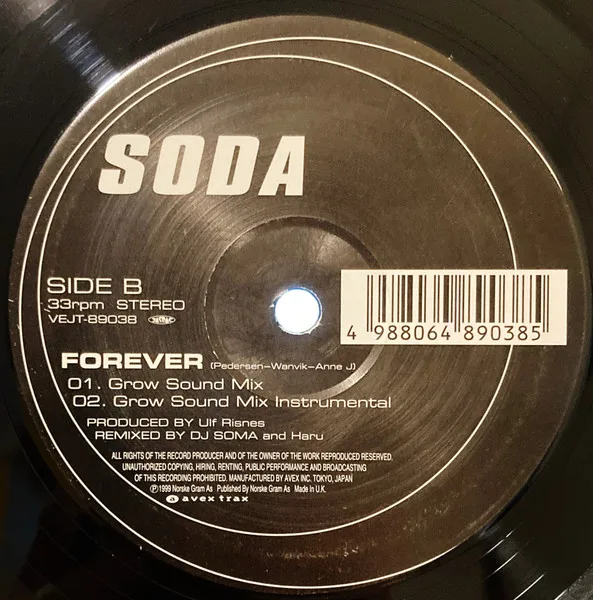 SODA
SIDE B
33rpm STEREO
VEJT-89038
4 988064 890385
FOREVER (Pedersen-Wanvik-Anne J)
01. Grow Sound Mix
02. Grow Sound Mix Instrumental
PRODUCED BY Ulf Risnes
REMIXED BY DJ SOMA and Haru
ALL RIGHTS OF THE RECORD PRODUCER AND OF THE OWNER OF THE WORK REPRODUCED RESERVED.
UNAUTHORIZED COPYING, HIRING, RENTING, PUBLIC PERFORMANCE AND BROADCASTING
OF THIS RECORDING PROHIBITED. MANUFACTURED BY AVEX INC. TOKYO, JAPAN
Ⓟ1999 Norske Gram As Published By Norske Gram As Made In U.K.
avex trax